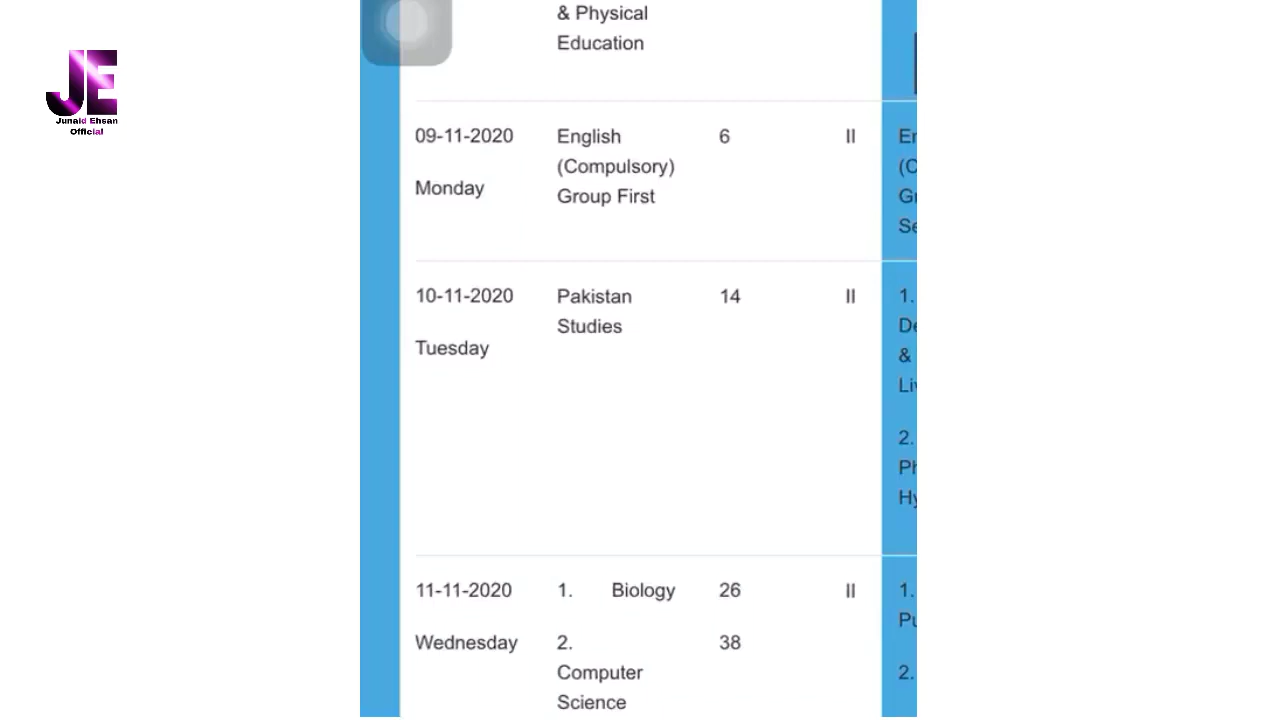 JE
Junaid Ehsan
Official
& Physical
Education
09-11-2020 English 6 II
(Compulsory)
Monday
Group First
10-11-2020 Pakistan 14 II 1.
Studies
Tuesday
&
2.
11-11-2020 1. Biology 26 II 1.
Wednesday 2. 38
Computer 2.
Science